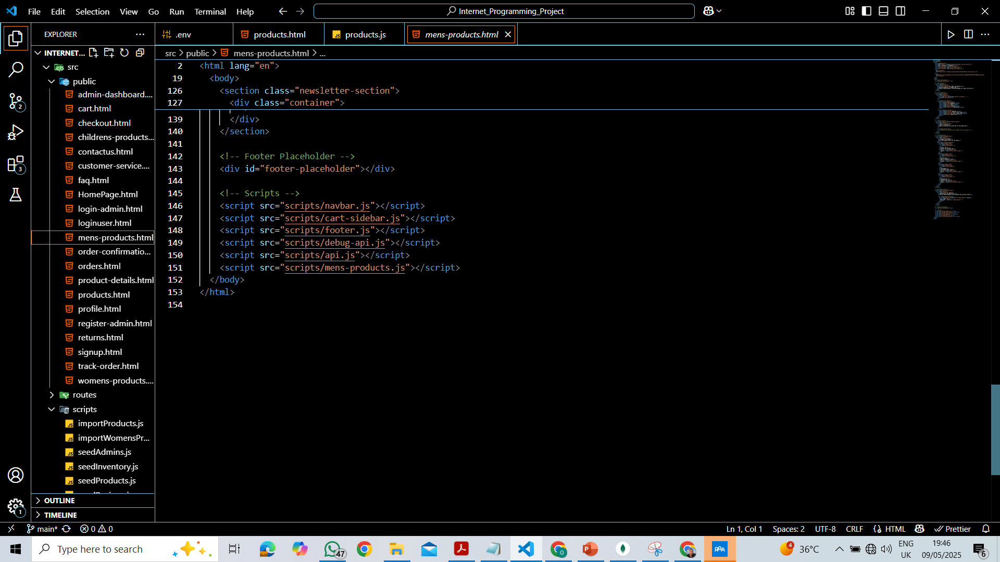 File Edit Selection View Go Run Terminal Help
Internet_Programming_Project
EXPLORER
INTERNET...
src
public
admin-dashboard....
cart.html
checkout.html
childrens-products...
contactus.html
customer-service....
faq.html
HomePage.html
login-admin.html
loginuser.html
mens-products.html
order-confirmatio...
orders.html
product-details.html
products.html
profile.html
register-admin.html
returns.html
signup.html
track-order.html
womens-products....
routes
scripts
importProducts.js
importWomensPr...
seedAdmins.js
seedInventory.js
seedProducts.js
OUTLINE
TIMELINE
2
3
1
.env
products.html
products.js
mens-products.html
src > public > mens-products.html > ...
2 <html lang="en">
19 <body>
126 <section class="newsletter-section">
127 <div class="container">
139 </div>
140 </section>
141
142 <!-- Footer Placeholder -->
143 <div id="footer-placeholder"></div>
144
145 <!-- Scripts -->
146 <script src="scripts/navbar.js"></script>
147 <script src="scripts/cart-sidebar.js"></script>
148 <script src="scripts/footer.js"></script>
149 <script src="scripts/debug-api.js"></script>
150 <script src="scripts/api.js"></script>
151 <script src="scripts/mens-products.js"></script>
152 </body>
153 </html>
154
main* 0 0
Ln 1, Col 1 Spaces: 2 UTF-8 CRLF HTML Prettier
Type here to search
47
4
36°C
ENG
UK
19:46
09/05/2025
6